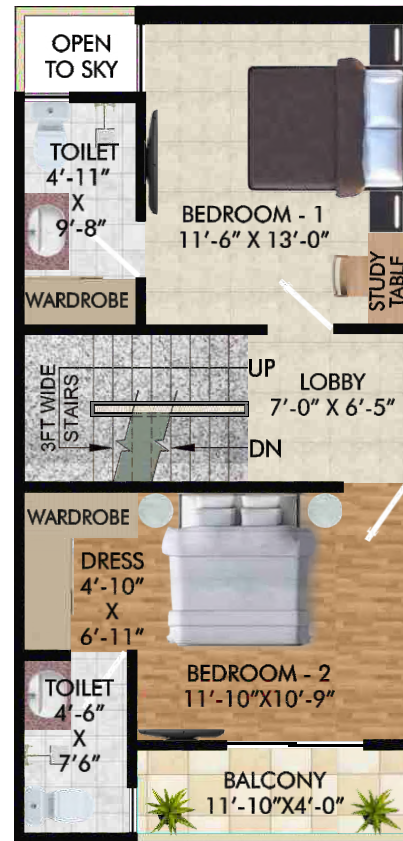 OPEN
TO SKY
TOILET
4'-11"
X
9'-8"
BEDROOM - 1
11'-6" X 13'-0"
STUDY
TABLE
WARDROBE
3FT WIDE
STAIRS
UP
LOBBY
7'-0" X 6'-5"
DN
WARDROBE
DRESS
4'-10"
X
6'-11"
BEDROOM - 2
11'-10"X10'-9"
TOILET
4'-6"
X
7'6"
BALCONY
11'-10"X4'-0"